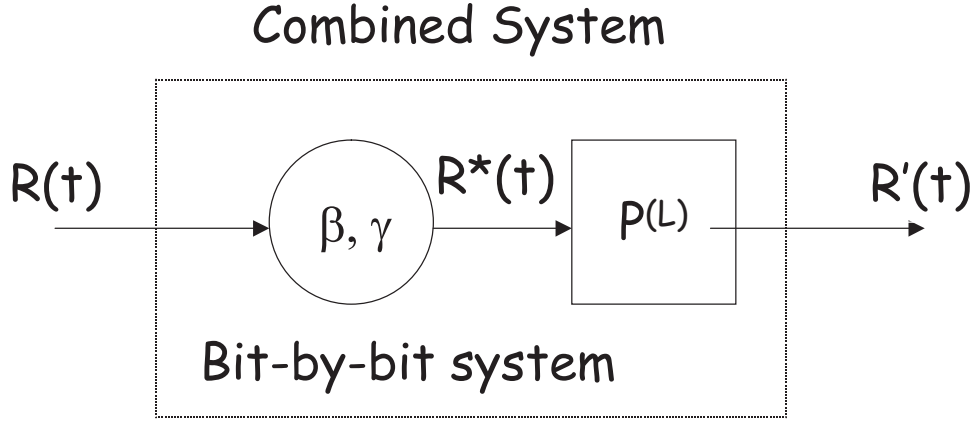 Combined System
R(t)
β, γ
R*(t)
P(L)
R'(t)
Bit-by-bit system